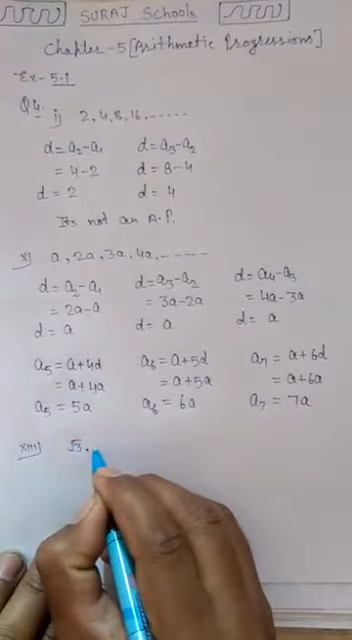 SURAJ Schools
Chapter-5 [Arithmetic Progressions]
Ex-5.1
Q4.
i) 2, 4, 8, 16, ------
d = a₂-a₁ d = a₃-a₂
= 4-2 = 8-4
d = 2 d = 4
Its not an A.P.
x) a, 2a, 3a, 4a, ------
d = a₂-a₁ d = a₃-a₂ d = a₄-a₃
= 2a-a = 3a-2a = 4a-3a
d = a d = a d = a
a₅ = a+4d a₆ = a+5d a₇ = a+6d
= a+4a = a+5a = a+6a
a₅ = 5a a₆ = 6a a₇ = 7a
xiii) √3,